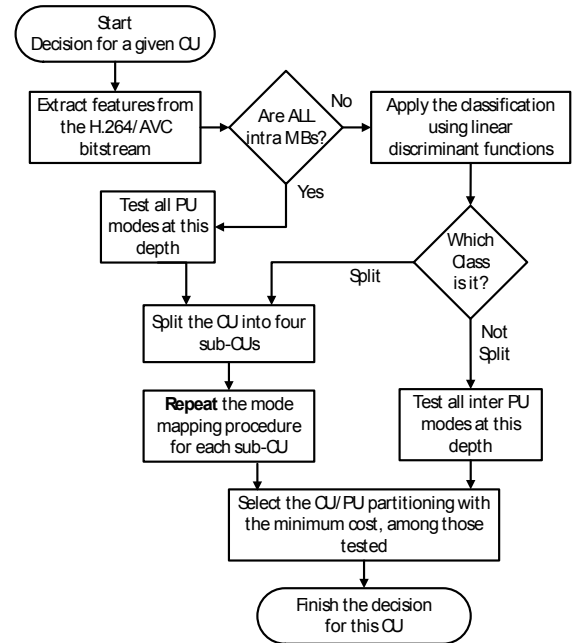 Start
Decision for a given CU
Extract features from
the H.264/AVC
bitstream
Are ALL
intra MBs?
No
Apply the classification
using linear
discriminant functions
Yes
Test all PU
modes at this
depth
Which
Class
is it?
Split
Split the CU into four
sub-CUs
Not
Split
Repeat the mode
mapping procedure
for each sub-CU
Test all inter PU
modes at this
depth
Select the CU/PU partitioning with
the minimum cost, among those
tested
Finish the decision
for this CU